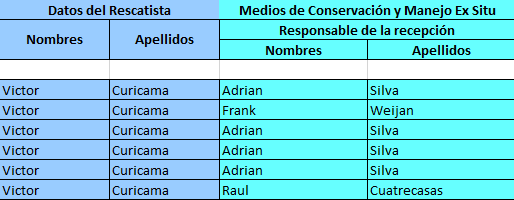 Datos del Rescatista Medios de Conservación y Manejo Ex Situ
Nombres Apellidos Responsable de la recepción
Nombres Apellidos
Victor Curicama Adrian Silva
Victor Curicama Frank Weijan
Victor Curicama Adrian Silva
Victor Curicama Adrian Silva
Victor Curicama Adrian Silva
Victor Curicama Raul Cuatrecasas